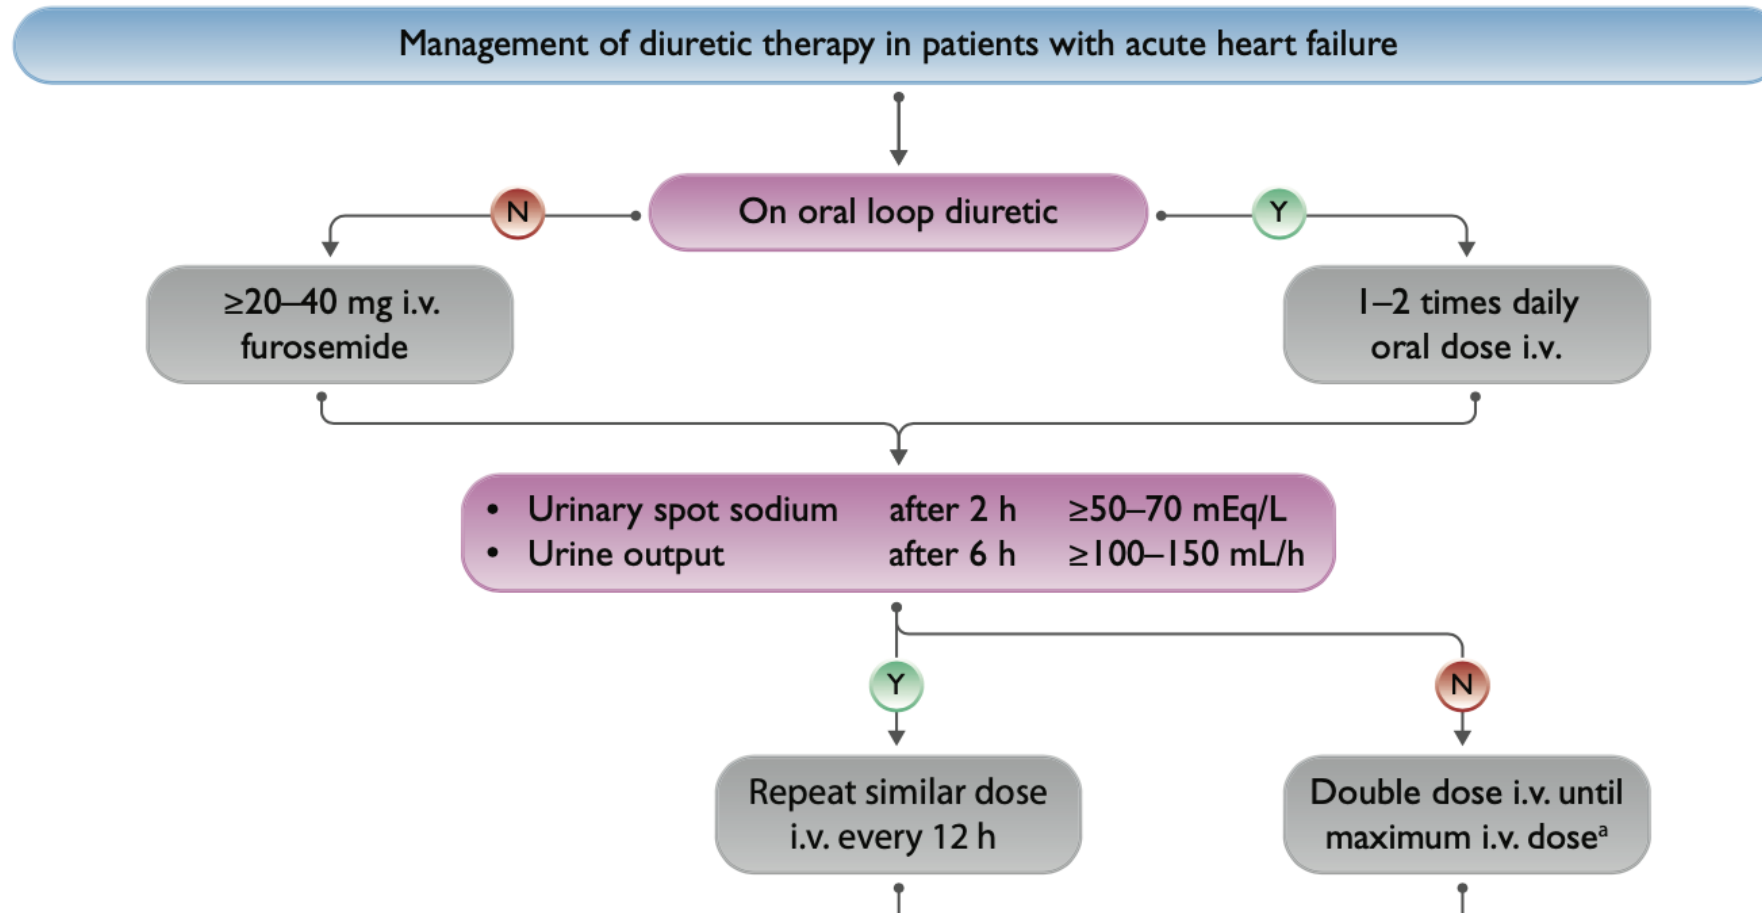 Management of diuretic therapy in patients with acute heart failure
On oral loop diuretic
N
Y
≥20–40 mg i.v.
furosemide
1–2 times daily
oral dose i.v.
• Urinary spot sodium after 2 h ≥50–70 mEq/L
• Urine output after 6 h ≥100–150 mL/h
Y
N
Repeat similar dose
i.v. every 12 h
Double dose i.v. until
maximum i.v. doseᵃ